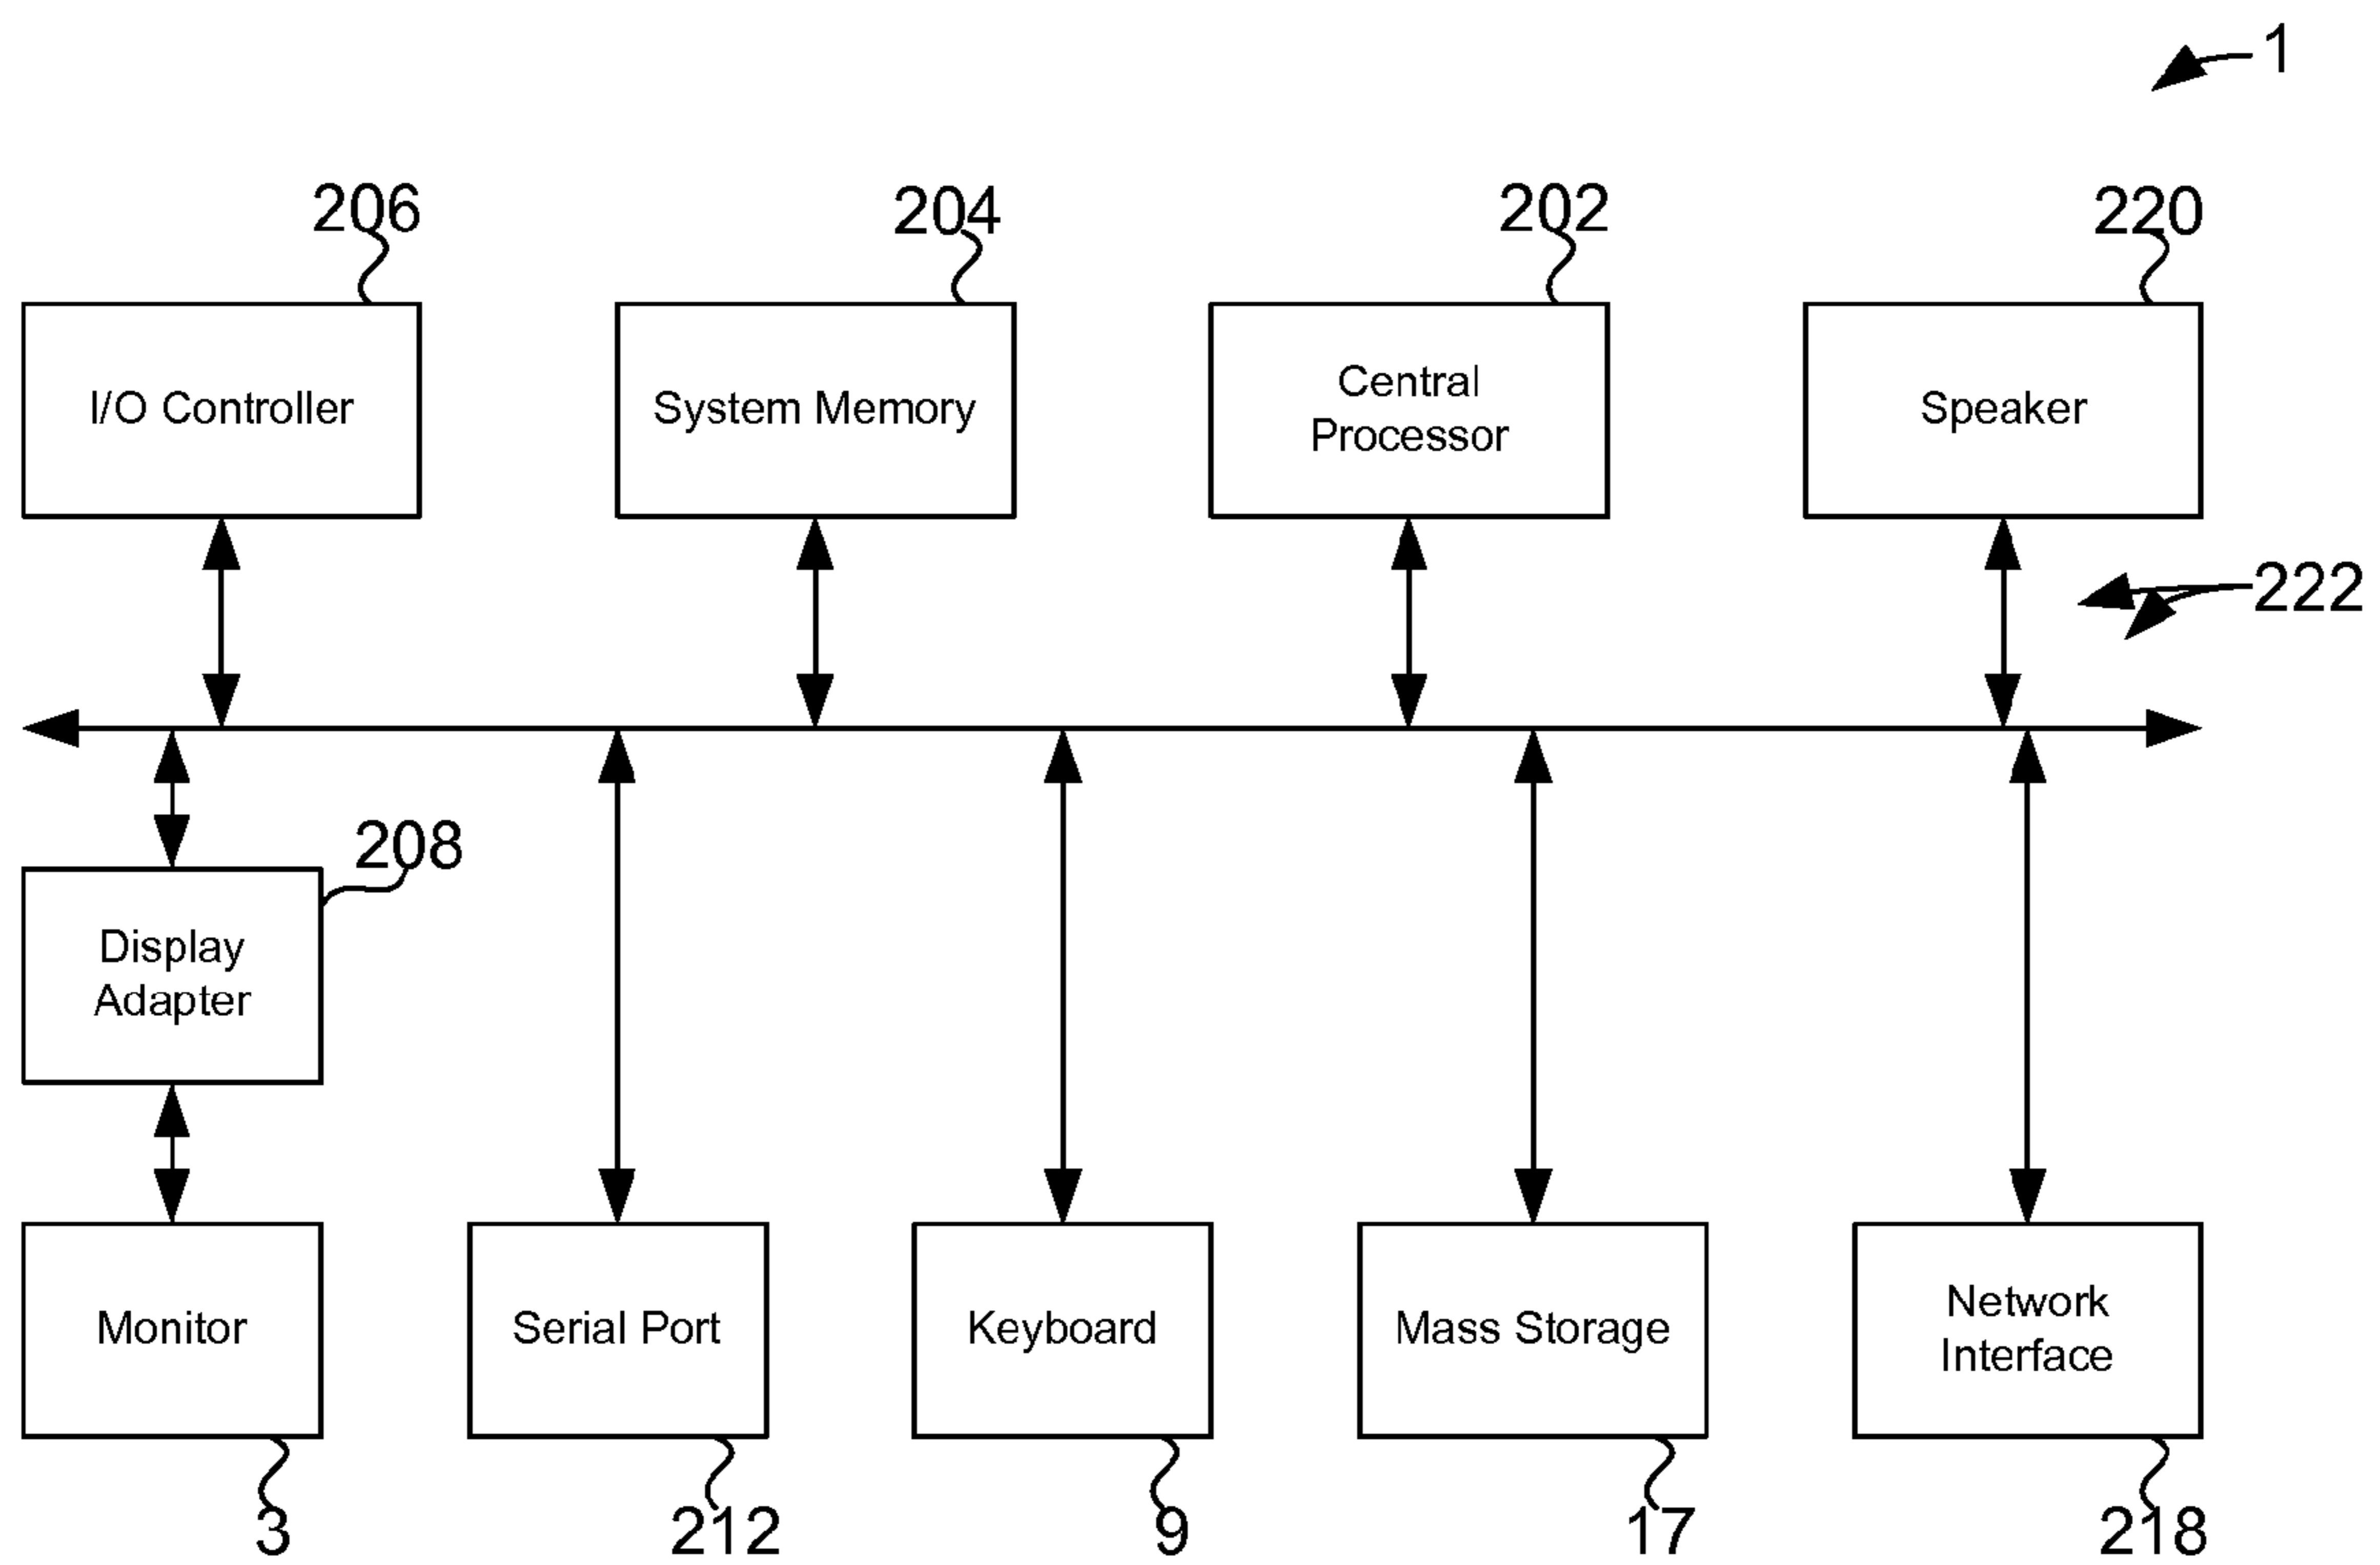 1
206
204
202
220
I/O Controller
System Memory
Central
Processor
Speaker
222
208
Display
Adapter
Monitor
Serial Port
Keyboard
Mass Storage
Network
Interface
3
212
9
17
218